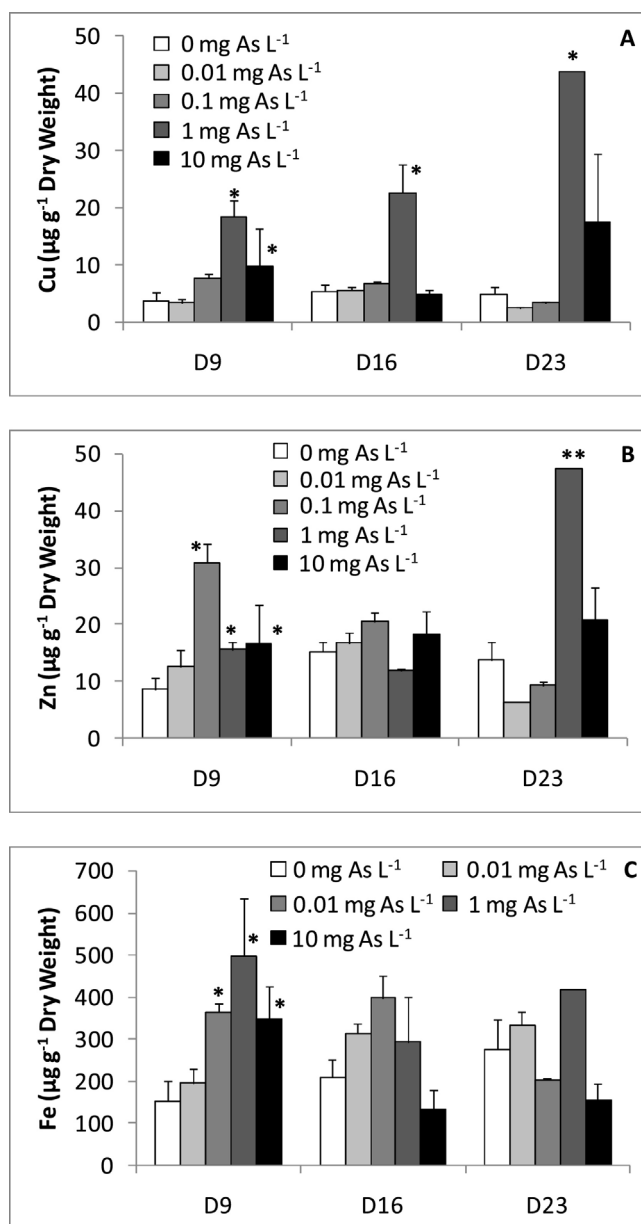 A
0 mg As L⁻¹
0.01 mg As L⁻¹
0.1 mg As L⁻¹
1 mg As L⁻¹
10 mg As L⁻¹
Cu (µg g⁻¹ Dry Weight)
50
40
30
20
10
0
*
*
*
*
D9 D16 D23
B
0 mg As L⁻¹
0.01 mg As L⁻¹
0.1 mg As L⁻¹
1 mg As L⁻¹
10 mg As L⁻¹
Zn (µg g⁻¹ Dry Weight)
50
40
30
20
10
0
*
*
*
**
D9 D16 D23
C
0 mg As L⁻¹ 0.01 mg As L⁻¹
0.01 mg As L⁻¹ 1 mg As L⁻¹
10 mg As L⁻¹
Fe (µg g⁻¹ Dry Weight)
700
600
500
400
300
200
100
0
*
*
*
D9 D16 D23